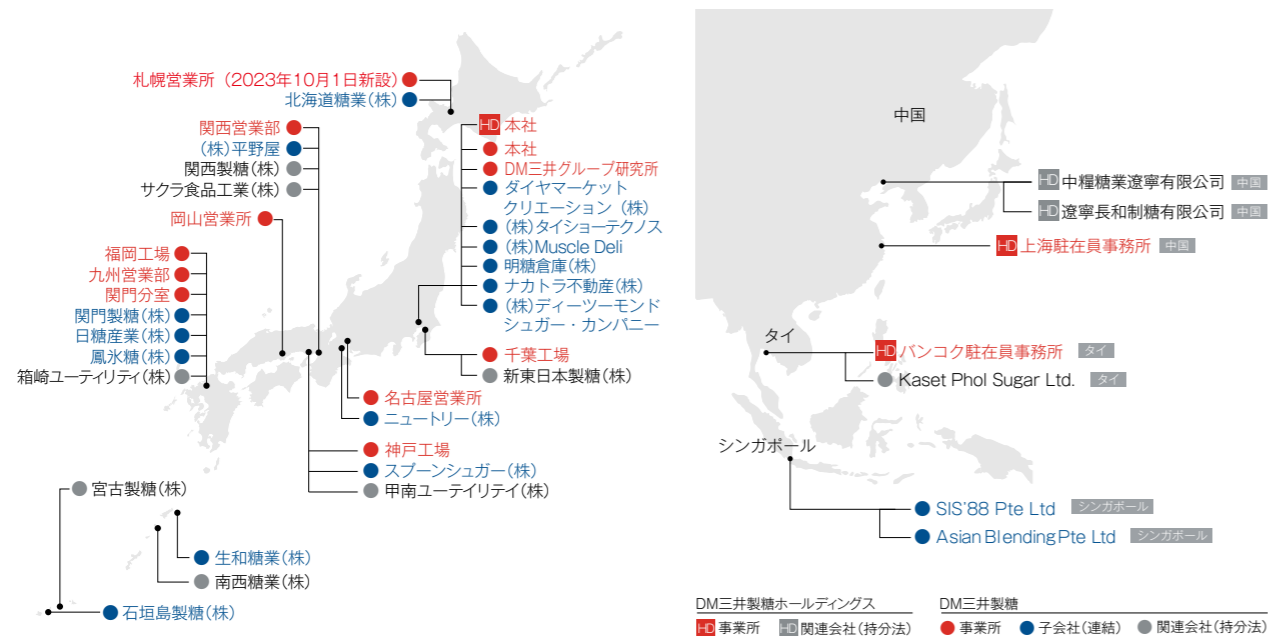 札幌営業所（2023年10月1日新設）
北海道糖業（株）
関西営業部
（株）平野屋
関西製糖（株）
サクラ食品工業（株）
岡山営業所
福岡工場
九州営業部
関門分室
関門製糖（株）
日糖産業（株）
鳳氷糖（株）
箱崎ユーティリティ（株）
HD 本社
本社
DM三井グループ研究所
ダイヤマーケット
クリエーション（株）
（株）タイショーテクノス
（株）Muscle Deli
明糖倉庫（株）
ナカトラ不動産（株）
（株）ディーツーモンド
シュガー・カンパニー
千葉工場
新東日本製糖（株）
名古屋営業所
ニュートリー（株）
神戸工場
スプーンシュガー（株）
甲南ユーテイリテイ（株）
宮古製糖（株）
生和糖業（株）
南西糖業（株）
石垣島製糖（株）
中国
HD 中糧糖業遼寧有限公司 中国
HD 遼寧長和制糖有限公司 中国
HD 上海駐在員事務所 中国
タイ
HD バンコク駐在員事務所 タイ
Kaset Phol Sugar Ltd. タイ
シンガポール
SIS'88 Pte Ltd シンガポール
Asian Blending Pte Ltd シンガポール
DM三井製糖ホールディングス
HD 事業所 HD 関連会社（持分法）
DM三井製糖
事業所 子会社（連結） 関連会社（持分法）